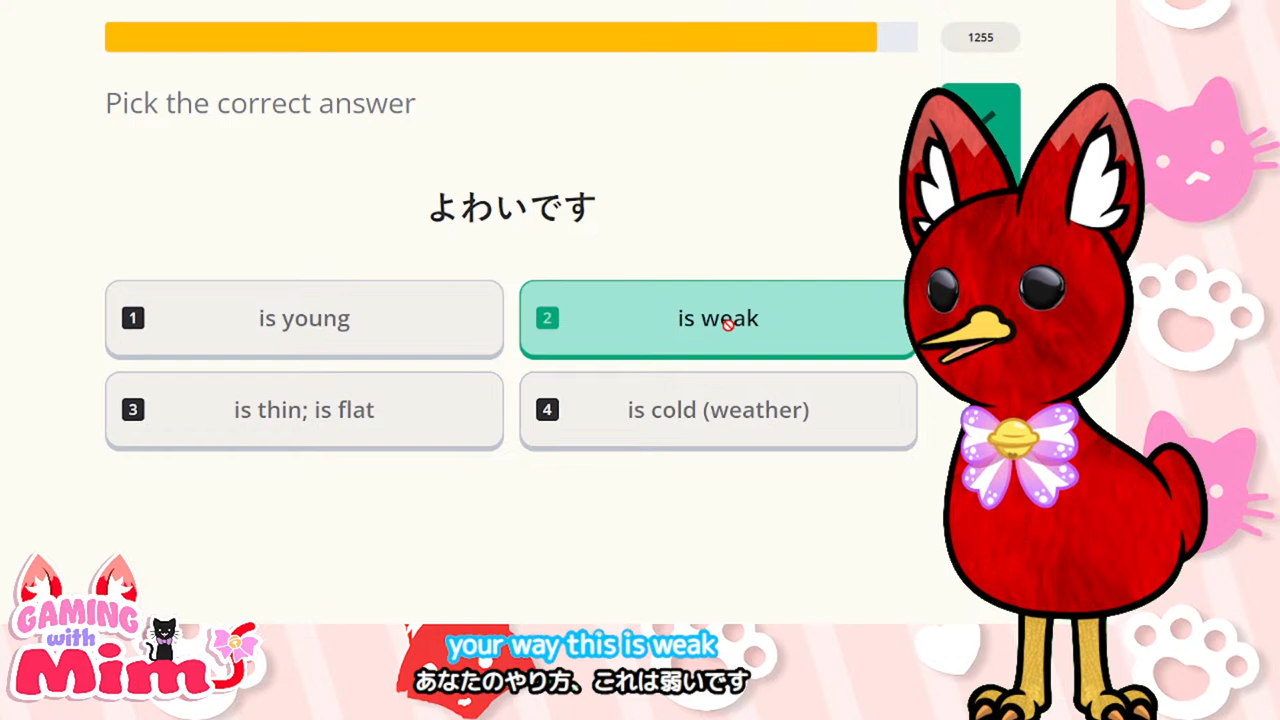 1255
Pick the correct answer
よわいです
1 is young
2 is weak
3 is thin; is flat
4 is cold (weather)
GAMING
with
Mim
your way this is weak
あなたのやり方、これは弱いです